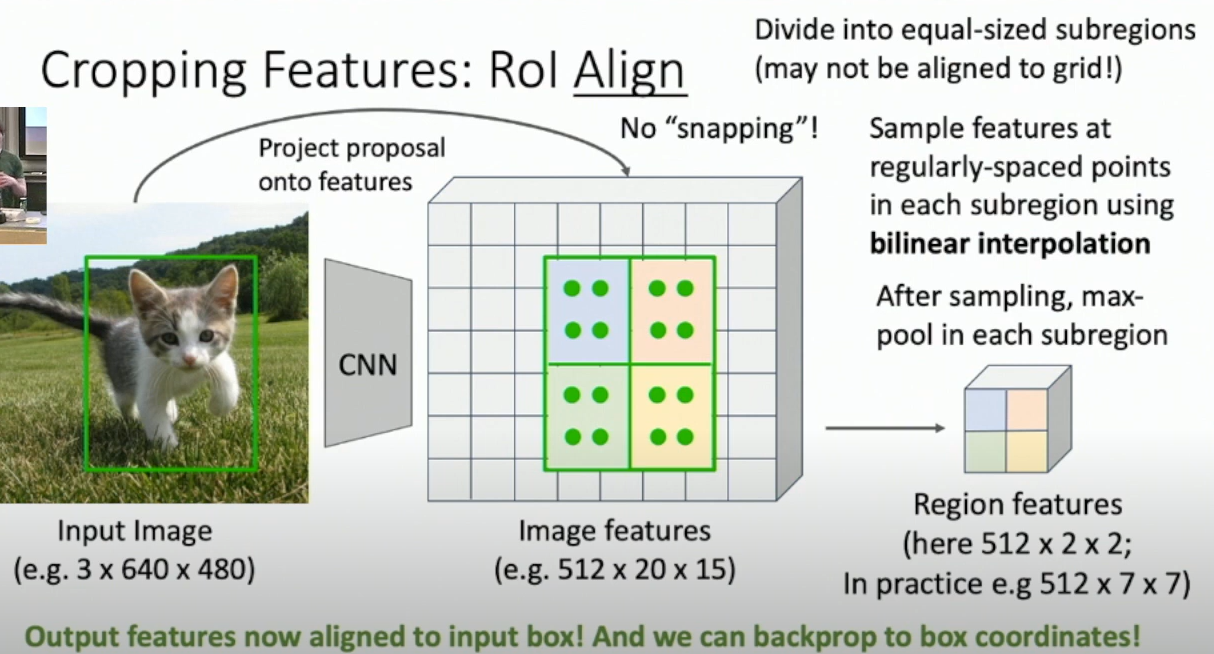 Cropping Features: RoI Align
Divide into equal-sized subregions
(may not be aligned to grid!)
Project proposal
onto features
No “snapping”!
Sample features at
regularly-spaced points
in each subregion using
bilinear interpolation
After sampling, max-
pool in each subregion
CNN
Input Image
(e.g. 3 x 640 x 480)
Image features
(e.g. 512 x 20 x 15)
Region features
(here 512 x 2 x 2;
In practice e.g 512 x 7 x 7)
Output features now aligned to input box! And we can backprop to box coordinates!